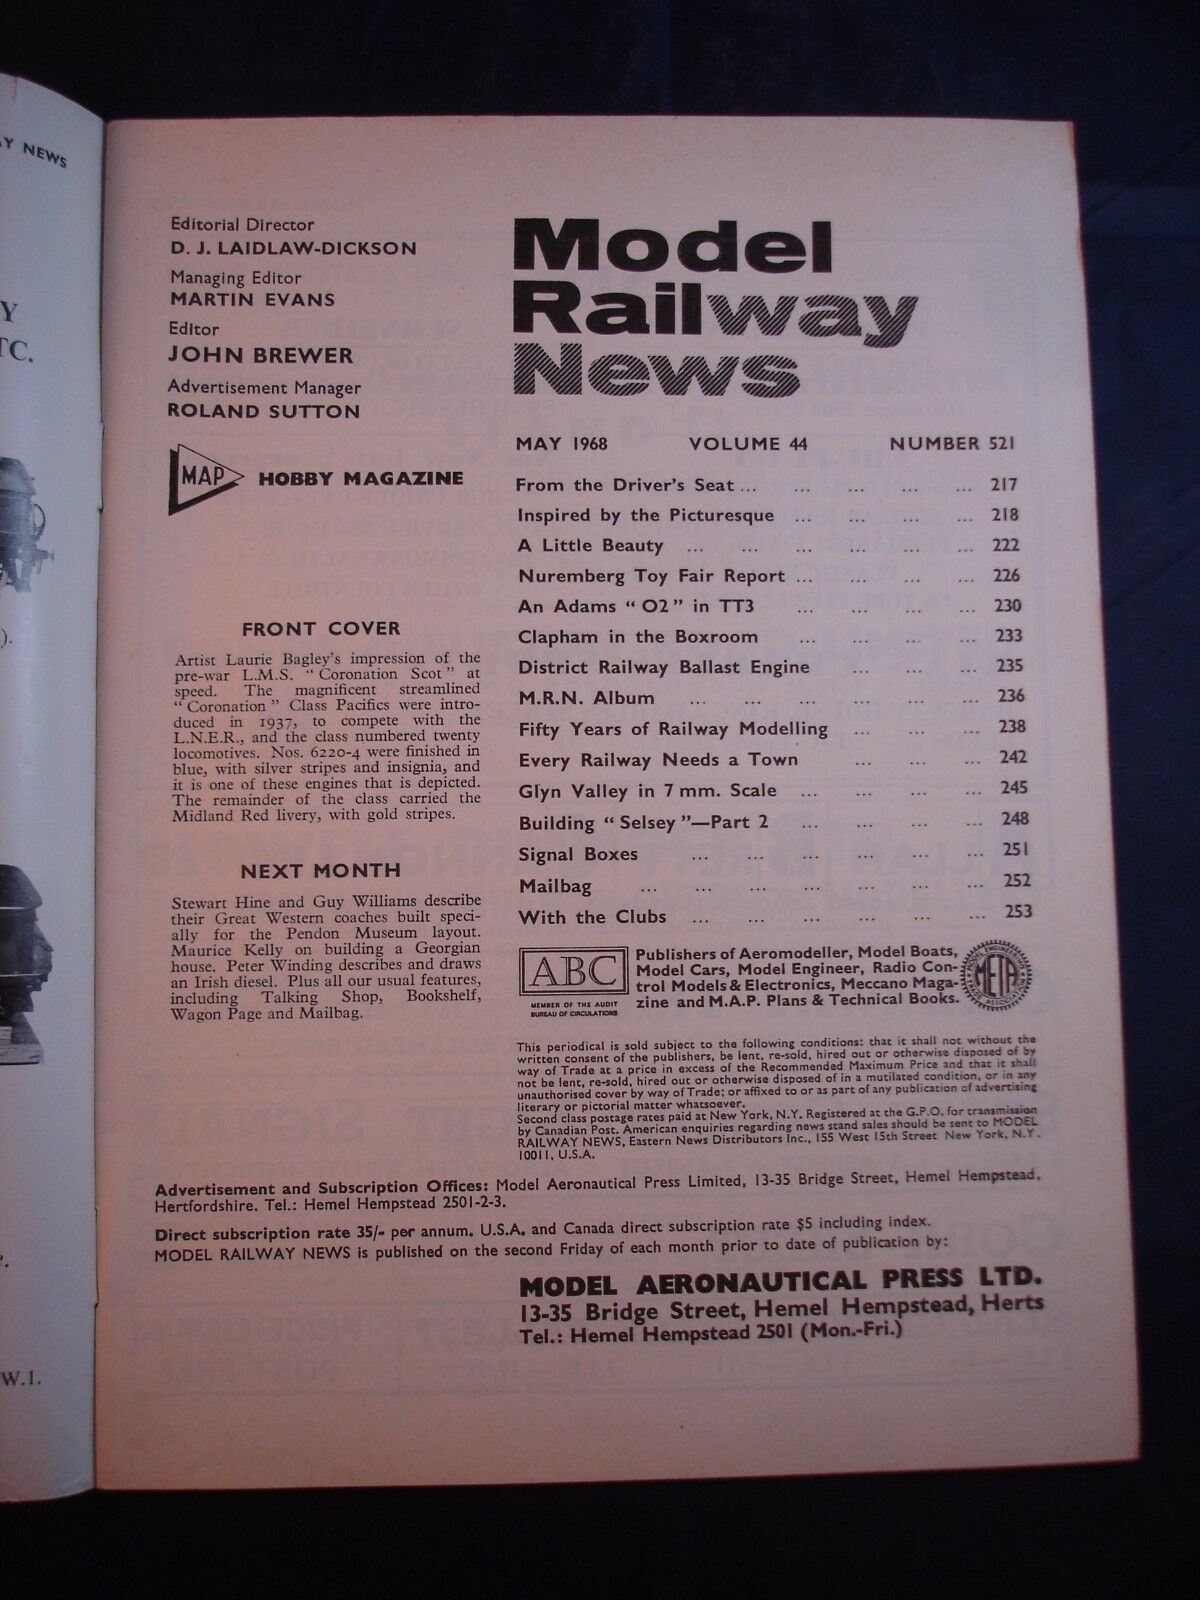 AY NEWS
Y
TC.
).
W.1.
Editorial Director
D. J. LAIDLAW-DICKSON
Managing Editor
MARTIN EVANS
Editor
JOHN BREWER
Advertisement Manager
ROLAND SUTTON
MAP HOBBY MAGAZINE
FRONT COVER
Artist Laurie Bagley's impression of the
pre-war L.M.S. "Coronation Scot" at
speed. The magnificent streamlined
"Coronation" Class Pacifics were intro-
duced in 1937, to compete with the
L.N.E.R., and the class numbered twenty
locomotives. Nos. 6220-4 were finished in
blue, with silver stripes and insignia, and
it is one of these engines that is depicted.
The remainder of the class carried the
Midland Red livery, with gold stripes.
NEXT MONTH
Stewart Hine and Guy Williams describe
their Great Western coaches built speci-
ally for the Pendon Museum layout.
Maurice Kelly on building a Georgian
house. Peter Winding describes and draws
an Irish diesel. Plus all our usual features,
including Talking Shop, Bookshelf,
Wagon Page and Mailbag.
Model
Railway
News
MAY 1968 VOLUME 44 NUMBER 521
From the Driver's Seat ... ... ... ... ... 217
Inspired by the Picturesque ... ... ... ... 218
A Little Beauty ... ... ... ... ... ... 222
Nuremberg Toy Fair Report ... ... ... ... 226
An Adams "O2" in TT3 ... ... ... ... 230
Clapham in the Boxroom ... ... ... ... 233
District Railway Ballast Engine ... ... ... 235
M.R.N. Album ... ... ... ... ... ... 236
Fifty Years of Railway Modelling ... ... ... 238
Every Railway Needs a Town ... ... ... 242
Glyn Valley in 7 mm. Scale ... ... ... ... 245
Building "Selsey"—Part 2 ... ... ... ... 248
Signal Boxes ... ... ... ... ... ... 251
Mailbag ... ... ... ... ... ... ... 252
With the Clubs ... ... ... ... ... ... 253
ABC
MEMBER OF THE AUDIT
BUREAU OF CIRCULATIONS
Publishers of Aeromodeller, Model Boats,
Model Cars, Model Engineer, Radio Con-
trol Models & Electronics, Meccano Maga-
zine and M.A.P. Plans & Technical Books.
MODEL ENGINEERING TRADE ASSOCIATION
META
This periodical is sold subject to the following conditions: that it shall not without the
written consent of the publishers, be lent, re-sold, hired out or otherwise disposed of by
way of Trade at a price in excess of the Recommended Maximum Price and that it shall
not be lent, re-sold, hired out or otherwise disposed of in a mutilated condition, or in any
unauthorised cover by way of Trade; or affixed to or as part of any publication of advertising
literary or pictorial matter whatsoever.
Second class postage rates paid at New York, N.Y. Registered at the G.P.O. for transmission
by Canadian Post. American enquiries regarding news stand sales should be sent to MODEL
RAILWAY NEWS, Eastern News Distributors Inc., 155 West 15th Street New York, N.Y.
10011, U.S.A.
Advertisement and Subscription Offices: Model Aeronautical Press Limited, 13-35 Bridge Street, Hemel Hempstead,
Hertfordshire. Tel.: Hemel Hempstead 2501-2-3.
Direct subscription rate 35/- per annum. U.S.A. and Canada direct subscription rate $5 including index.
MODEL RAILWAY NEWS is published on the second Friday of each month prior to date of publication by:
MODEL AERONAUTICAL PRESS LTD.
13-35 Bridge Street, Hemel Hempstead, Herts
Tel.: Hemel Hempstead 2501 (Mon.-Fri.)